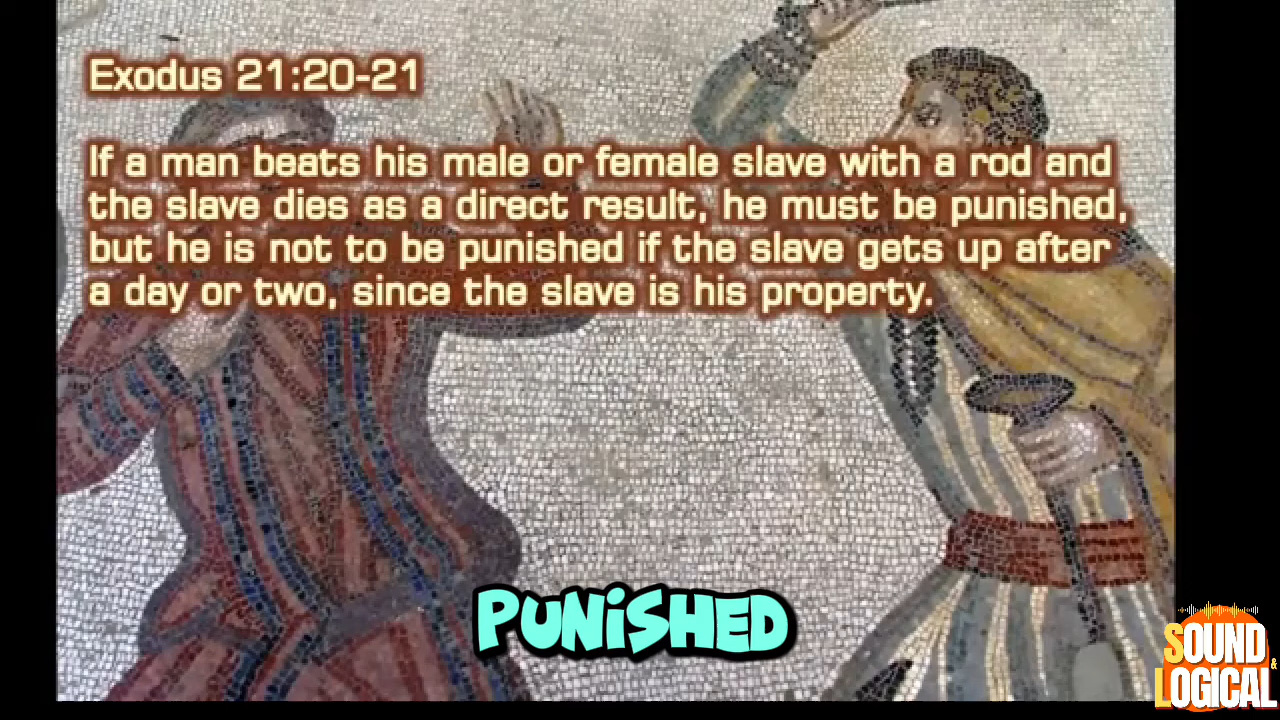 Exodus 21:20-21
If a man beats his male or female slave with a rod and
the slave dies as a direct result, he must be punished,
but he is not to be punished if the slave gets up after
a day or two, since the slave is his property.
PUNiSHED
SOUND
&
LOGICAL